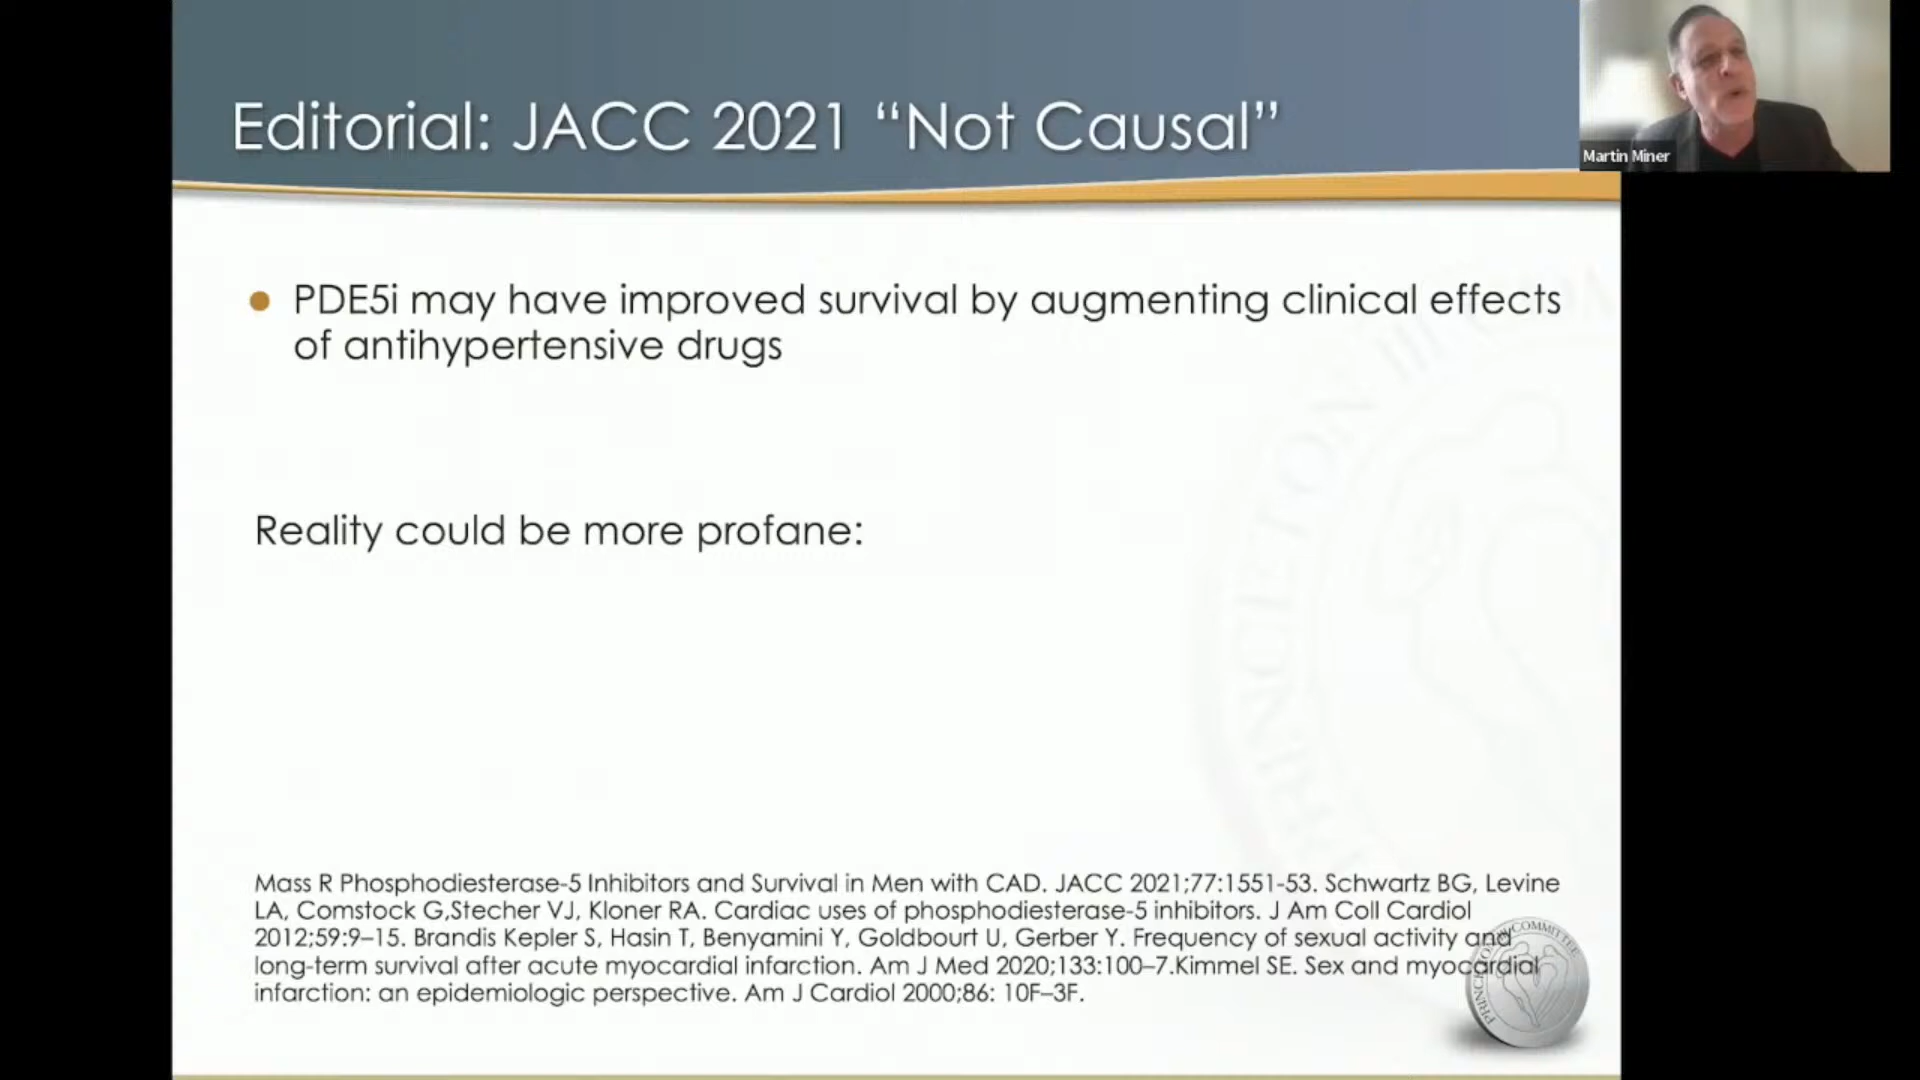 Editorial: JACC 2021 “Not Causal”
Martin Miner
PDE5i may have improved survival by augmenting clinical effects
of antihypertensive drugs
Reality could be more profane:
Mass R Phosphodiesterase-5 Inhibitors and Survival in Men with CAD. JACC 2021;77:1551-53. Schwartz BG, Levine
LA, Comstock G,Stecher VJ, Kloner RA. Cardiac uses of phosphodiesterase-5 inhibitors. J Am Coll Cardiol
2012;59:9–15. Brandis Kepler S, Hasin T, Benyamini Y, Goldbourt U, Gerber Y. Frequency of sexual activity and
long-term survival after acute myocardial infarction. Am J Med 2020;133:100–7.Kimmel SE. Sex and myocardial
infarction: an epidemiologic perspective. Am J Cardiol 2000;86: 10F–3F.
PRINCETON III COMMITTEE